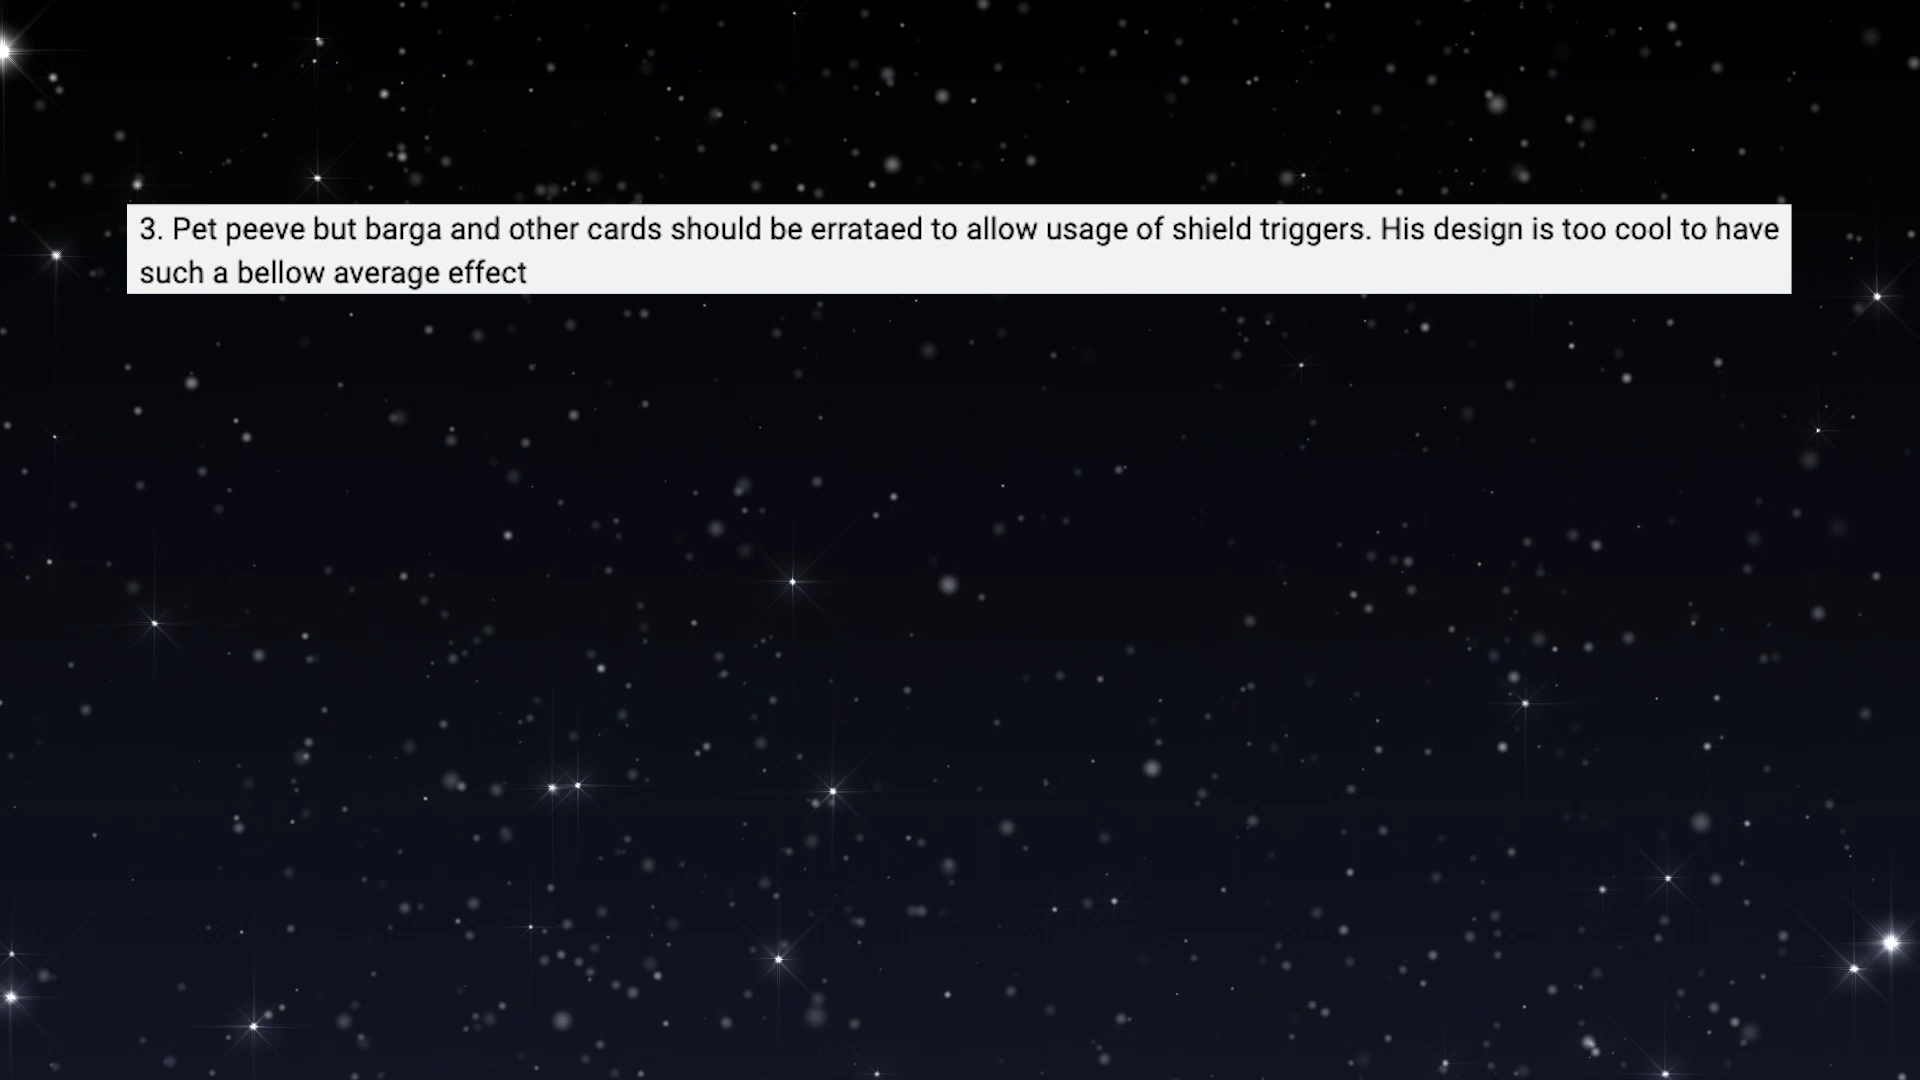 3. Pet peeve but barga and other cards should be errataed to allow usage of shield triggers. His design is too cool to have
such a bellow average effect